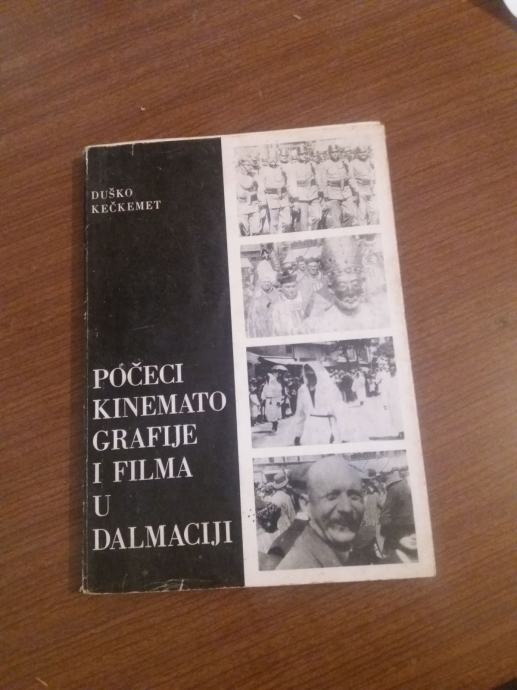 DUŠKO
KEČKEMET
POČECI
KINEMATO
GRAFIJE
I FILMA
U
DALMACIJI